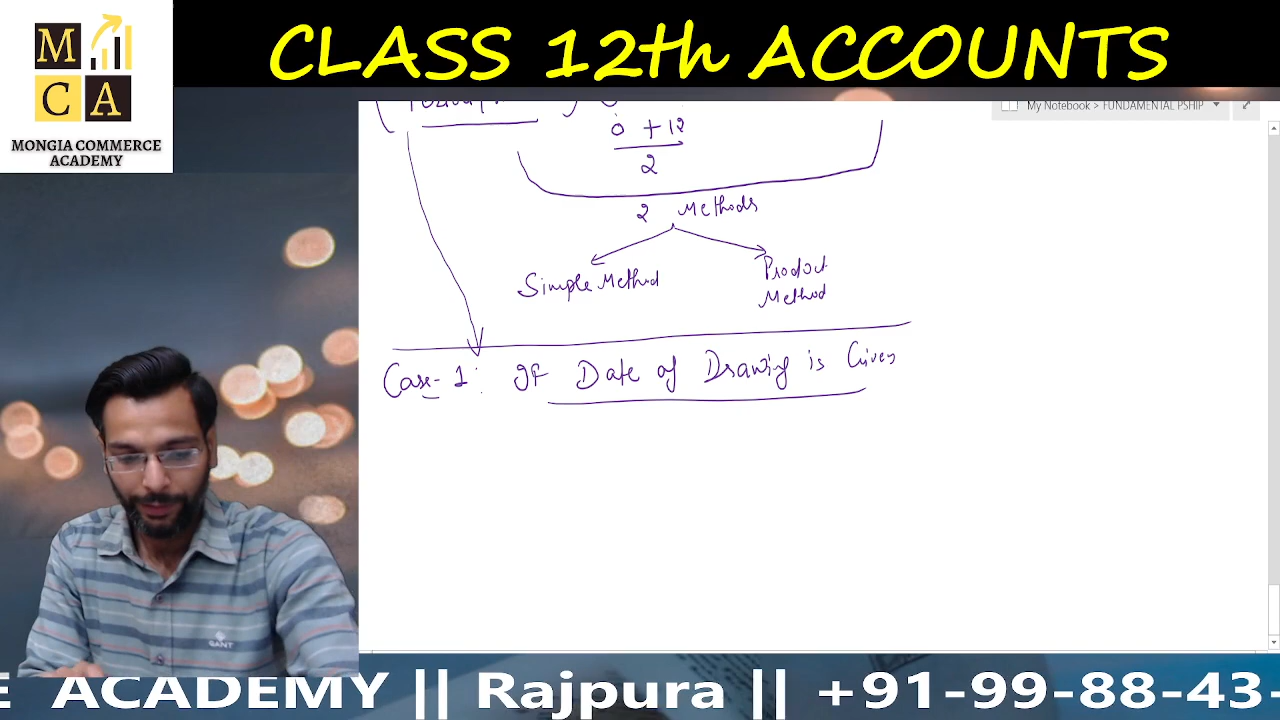 CLASS 12th ACCOUNTS
M
C A
MONGIA COMMERCE
ACADEMY
My Notebook > FUNDAMENTAL PSHIP
0 + 12
2
2 Methods
Simple Method
Product
Method
Case-1: If Date of Drawing is Given
GANT
E ACADEMY || Rajpura || +91-99-88-43-